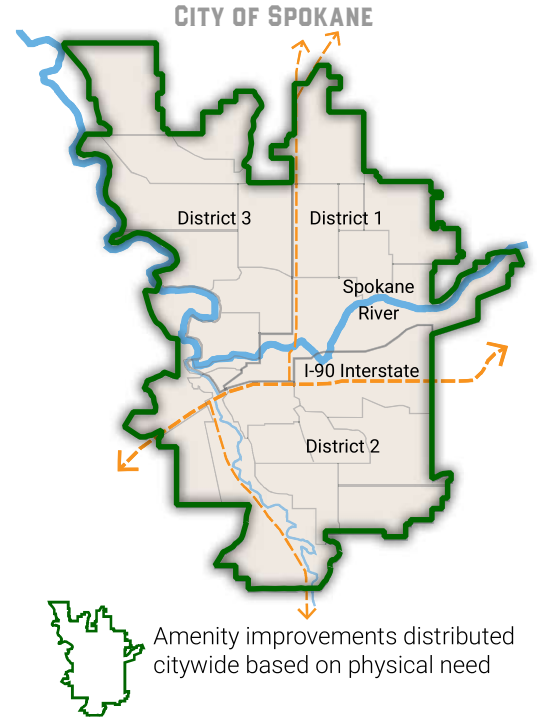 City of Spokane
District 3
District 1
Spokane
River
I-90 Interstate
District 2
Amenity improvements distributed
citywide based on physical need